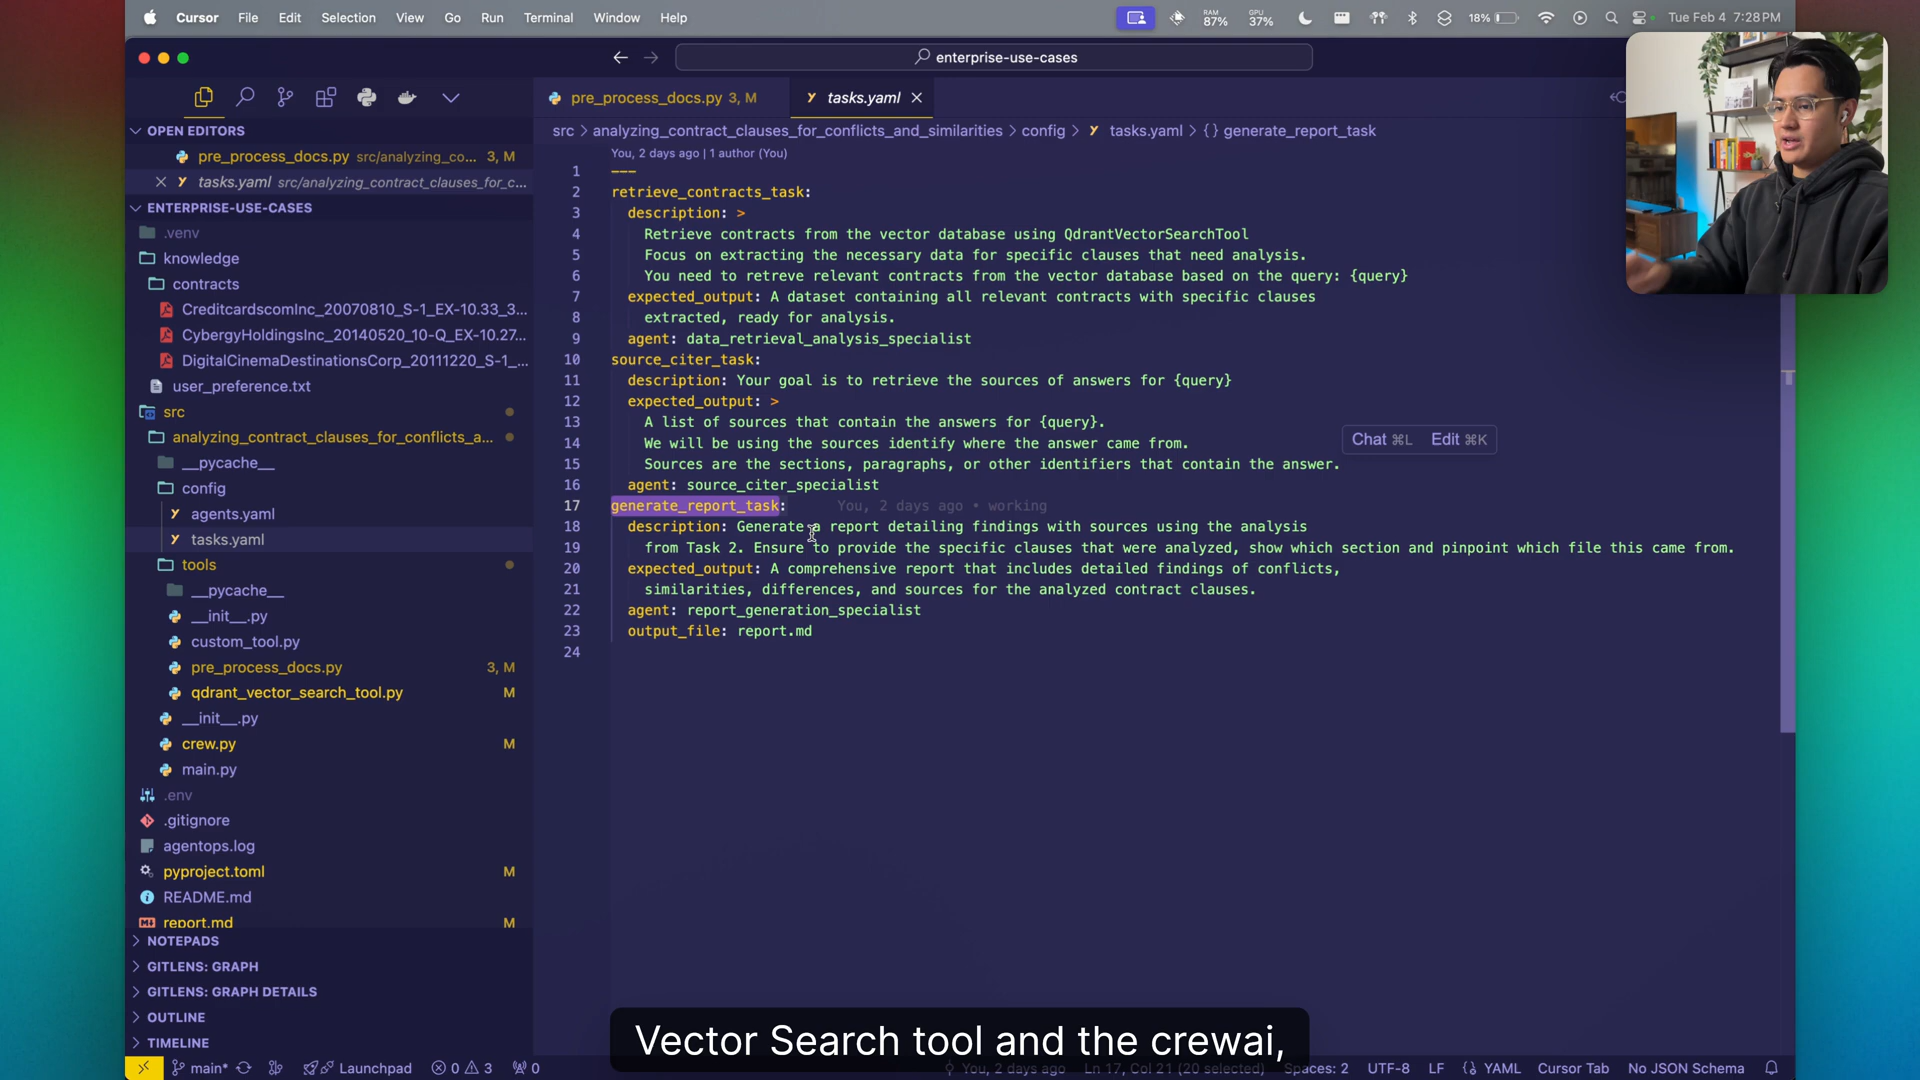 Cursor File Edit Selection View Go Run Terminal Window Help
RAM 87% GPU 37% 18% Tue Feb 4 7:28 PM
enterprise-use-cases
pre_process_docs.py 3, M
tasks.yaml
OPEN EDITORS
pre_process_docs.py src/analyzing_co... 3, M
tasks.yaml src/analyzing_contract_clauses_for_c...
ENTERPRISE-USE-CASES
.venv
knowledge
contracts
CreditcardscomInc_20070810_S-1_EX-10.33_3...
CybergyHoldingsInc_20140520_10-Q_EX-10.27...
DigitalCinemaDestinationsCorp_20111220_S-1_...
user_preference.txt
src
analyzing_contract_clauses_for_conflicts_a...
__pycache__
config
agents.yaml
tasks.yaml
tools
__pycache__
__init__.py
custom_tool.py
pre_process_docs.py 3, M
qdrant_vector_search_tool.py M
__init__.py
crew.py M
main.py
.env
.gitignore
agentops.log
pyproject.toml M
README.md
report.md M
NOTEPADS
GITLENS: GRAPH
GITLENS: GRAPH DETAILS
OUTLINE
TIMELINE
src > analyzing_contract_clauses_for_conflicts_and_similarities > config > tasks.yaml > {} generate_report_task
You, 2 days ago | 1 author (You)
1 ---
2 retrieve_contracts_task:
3 description: >
4 Retrieve contracts from the vector database using QdrantVectorSearchTool
5 Focus on extracting the necessary data for specific clauses that need analysis.
6 You need to retreve relevant contracts from the vector database based on the query: {query}
7 expected_output: A dataset containing all relevant contracts with specific clauses
8 extracted, ready for analysis.
9 agent: data_retrieval_analysis_specialist
10 source_citer_task:
11 description: Your goal is to retrieve the sources of answers for {query}
12 expected_output: >
13 A list of sources that contain the answers for {query}.
14 We will be using the sources identify where the answer came from.
15 Sources are the sections, paragraphs, or other identifiers that contain the answer.
16 agent: source_citer_specialist
17 generate_report_task: You, 2 days ago • working
18 description: Generate a report detailing findings with sources using the analysis
19 from Task 2. Ensure to provide the specific clauses that were analyzed, show which section and pinpoint which file this came from.
20 expected_output: A comprehensive report that includes detailed findings of conflicts,
21 similarities, differences, and sources for the analyzed contract clauses.
22 agent: report_generation_specialist
23 output_file: report.md
24
Chat ⌘L Edit ⌘K
Vector Search tool and the crewai,
main* Launchpad 0 3 0 You, 2 days ago Ln 17, Col 21 (20 selected) Spaces: 2 UTF-8 LF {} YAML Cursor Tab No JSON Schema